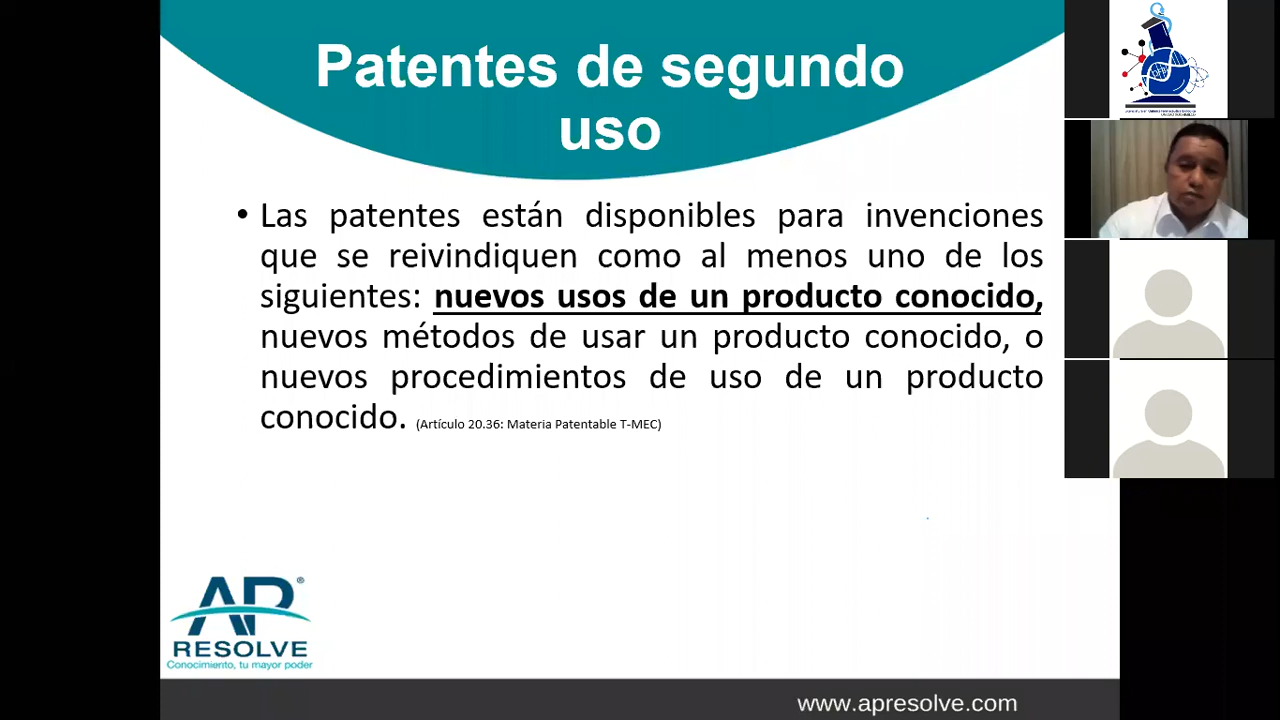 Patentes de segundo
uso
• Las patentes están disponibles para invenciones
que se reivindiquen como al menos uno de los
siguientes: nuevos usos de un producto conocido,
nuevos métodos de usar un producto conocido, o
nuevos procedimientos de uso de un producto
conocido. (Artículo 20.36: Materia Patentable T-MEC)
AP®
RESOLVE
Conocimiento, tu mayor poder
www.apresolve.com